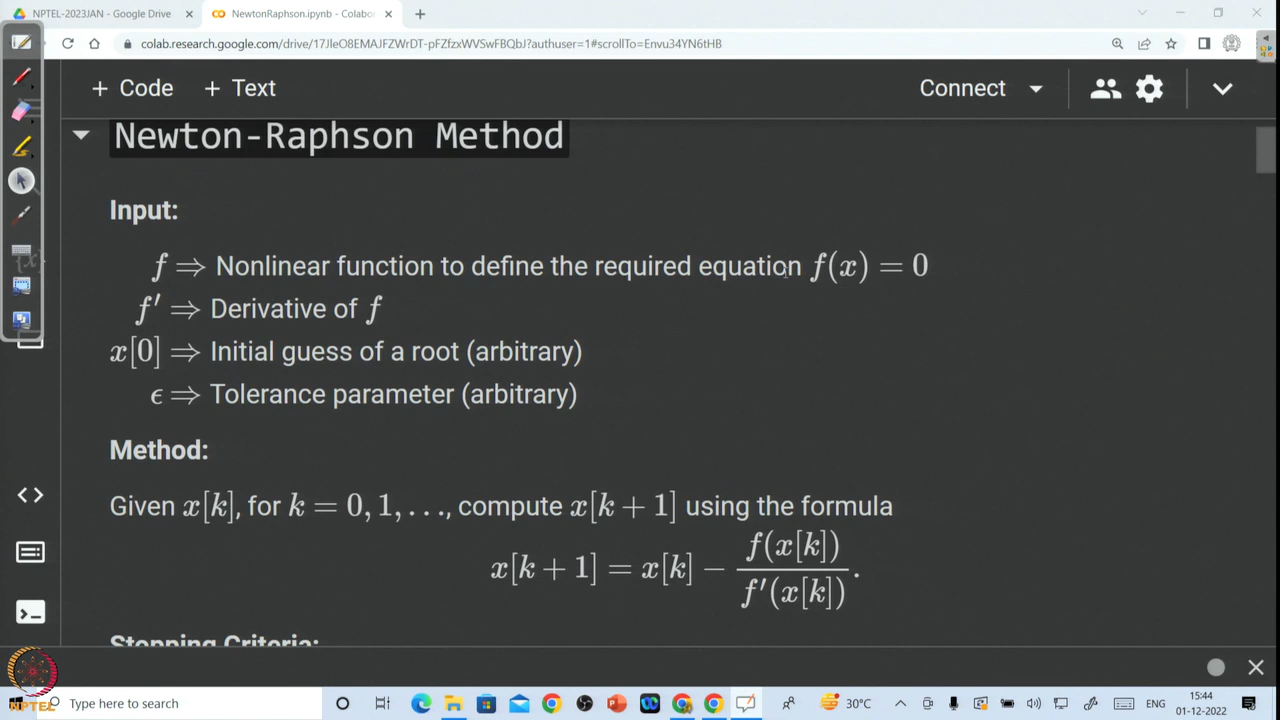 NPTEL-2023JAN - Google Drive
NewtonRaphson.ipynb - Colabor
colab.research.google.com/drive/17JleO8EMAJFZWrDT-pFZfzxWVSwFBQbJ?authuser=1#scrollTo=Envu34YN6tHB
+ Code + Text Connect
Newton-Raphson Method
Input:
f ⟹ Nonlinear function to define the required equation f(x) = 0
f′ ⟹ Derivative of f
x[0] ⟹ Initial guess of a root (arbitrary)
ϵ ⟹ Tolerance parameter (arbitrary)
Method:
Given x[k], for k = 0, 1, . . ., compute x[k + 1] using the formula
x[k + 1] = x[k] − f(x[k]) / f′(x[k]).
Stopping Criteria:
NPTEL
Type here to search
30°C
ENG
15:44
01-12-2022